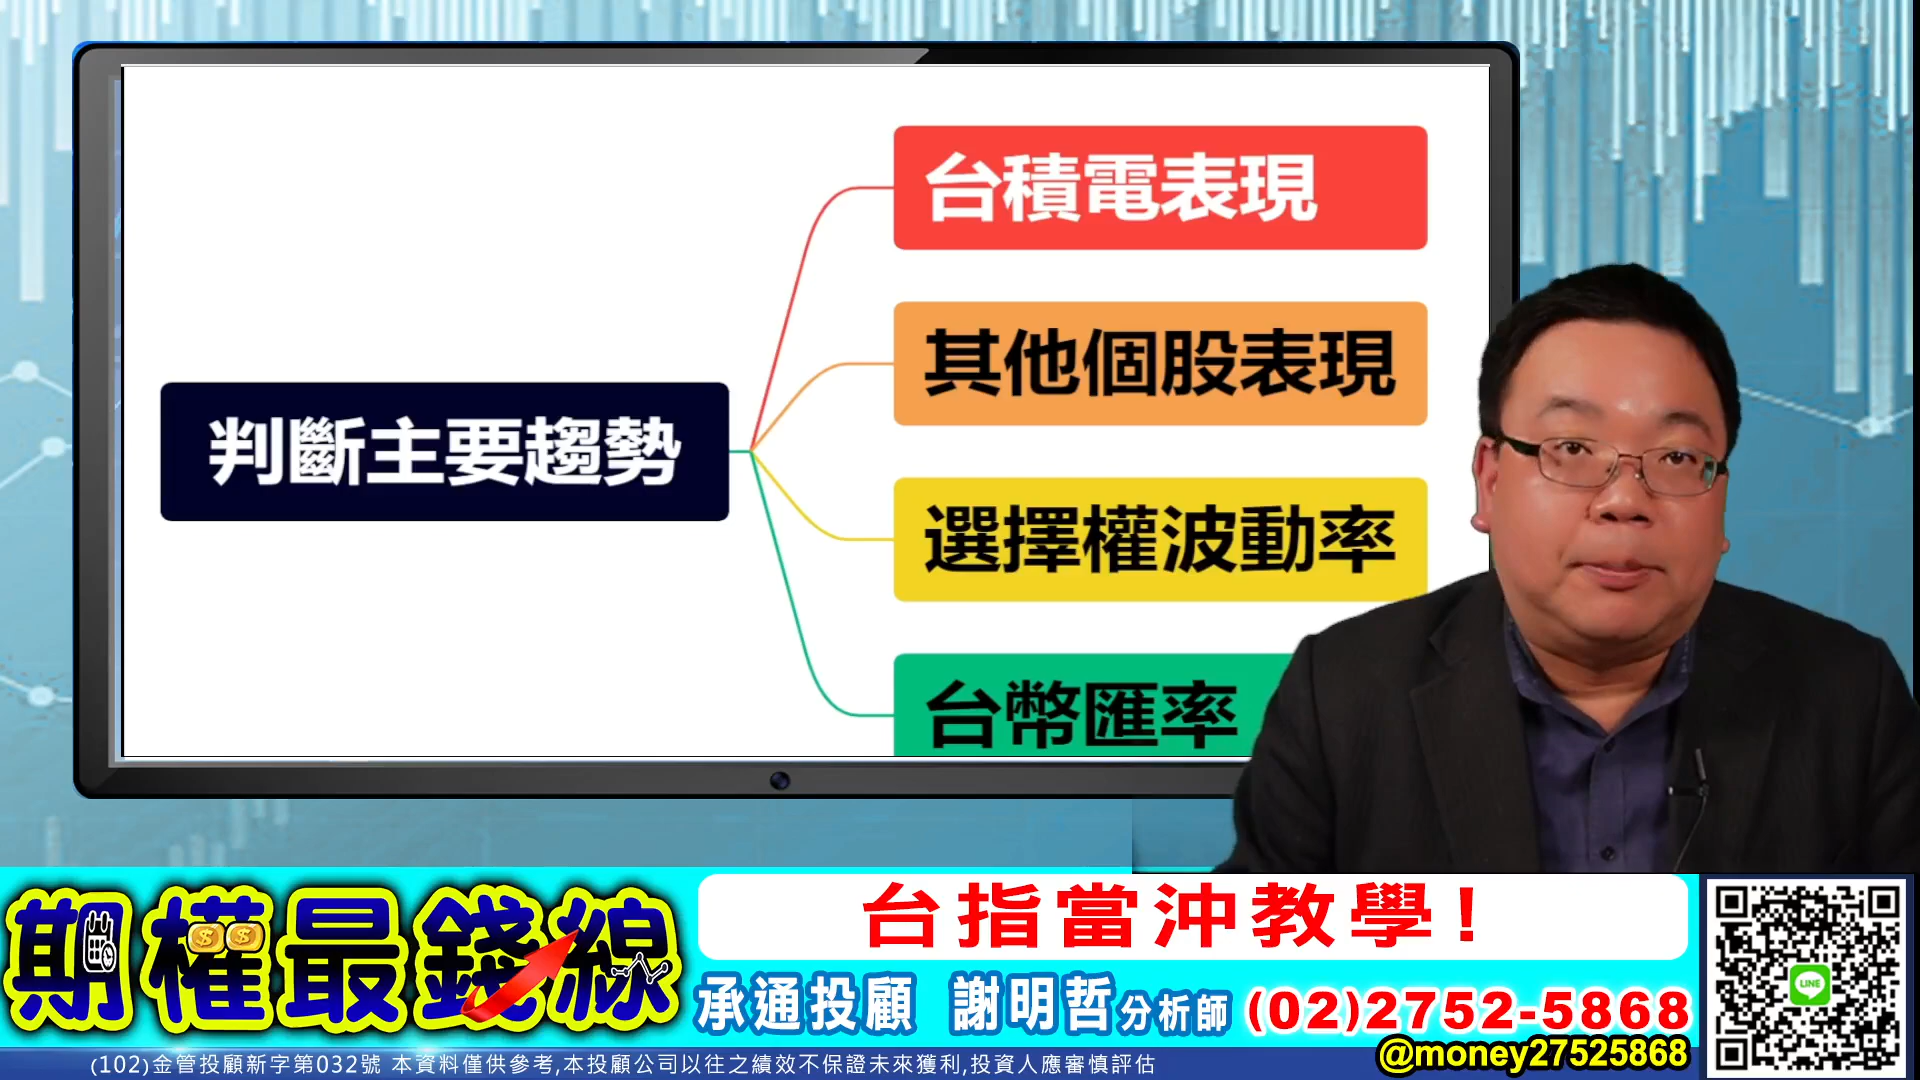 台積電表現
其他個股表現
判斷主要趨勢
選擇權波動率
台幣匯率
期權最錢線
台指當沖教學!
承通投顧 謝明哲分析師 (02)2752-5868
@money27525868
LINE
(102)金管投顧新字第032號 本資料僅供參考,本投顧公司以往之績效不保證未來獲利,投資人應審慎評估